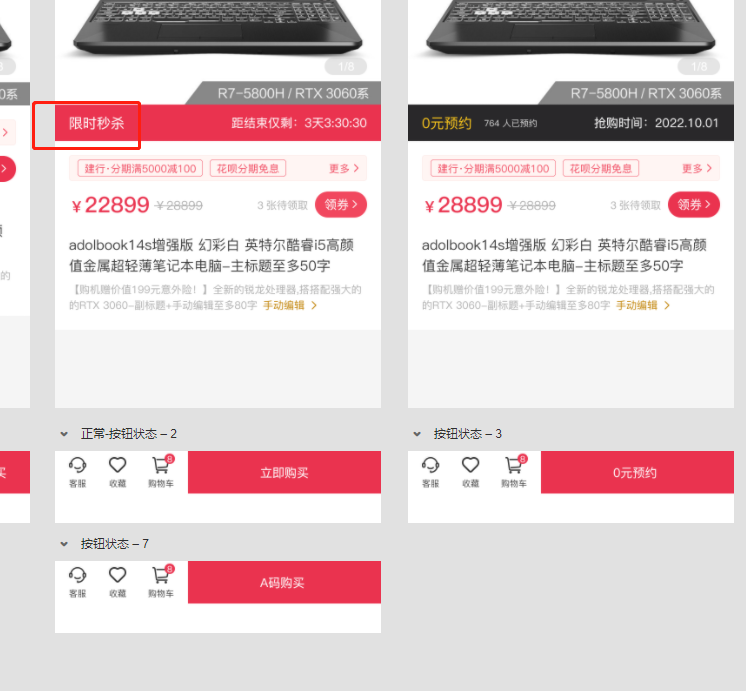 8
系
的
买
1/8
R7-5800H / RTX 3060系
限时秒杀
距结束仅剩：3天3:30:30
建行·分期满5000减100
花呗分期免息
更多
¥22899
¥28899
3 张待领取
领券
adolbook14s增强版 幻彩白 英特尔酷睿i5高颜
值金属超轻薄笔记本电脑-主标题至多50字
【购机赠价值199元意外险！】全新的锐龙处理器,搭搭配强大的
的RTX 3060-副标题+手动编辑至多80字 手动编辑
正常-按钮状态 – 2
客服
收藏
8
购物车
立即购买
按钮状态 – 7
客服
收藏
8
购物车
A码购买
1/8
R7-5800H / RTX 3060系
0元预约
764 人已预约
抢购时间：2022.10.01
建行·分期满5000减100
花呗分期免息
更多
¥22899
¥28899
3 张待领取
领券
adolbook14s增强版 幻彩白 英特尔酷睿i5高颜
值金属超轻薄笔记本电脑-主标题至多50字
【购机赠价值199元意外险！】全新的锐龙处理器,搭搭配强大的
的RTX 3060-副标题+手动编辑至多80字 手动编辑
按钮状态 – 3
客服
收藏
8
购物车
0元预约